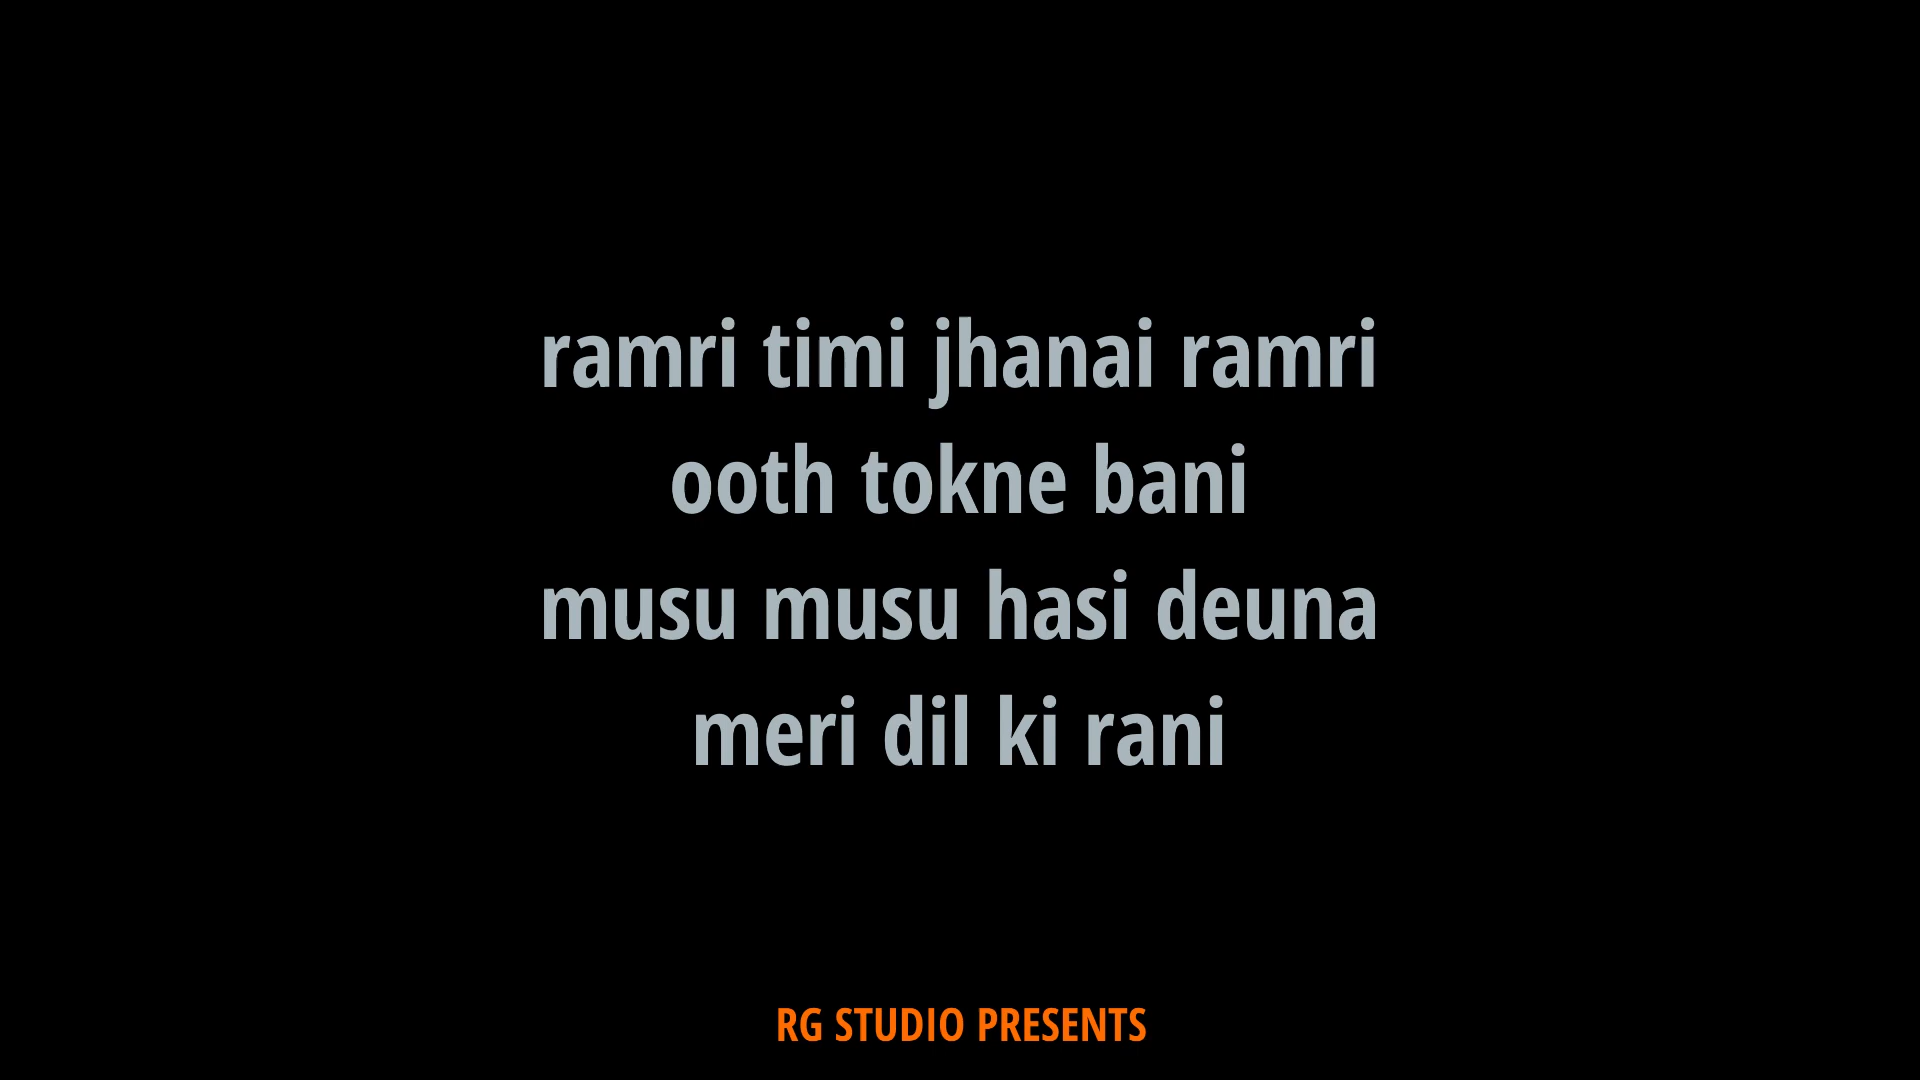 ramri timi jhanai ramri
ooth tokne bani
musu musu hasi deuna
meri dil ki rani
RG STUDIO PRESENTS